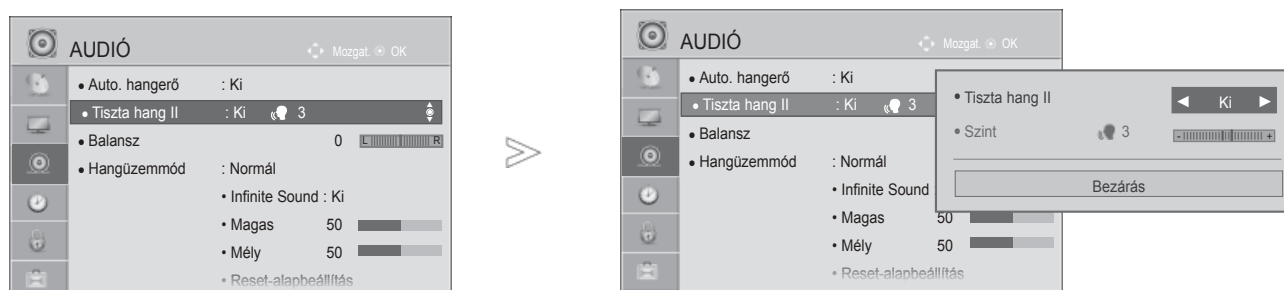 AUDIÓ
Mozgat. OK
• Auto. hangerő : Ki
• Tiszta hang II : Ki 3
• Balansz 0 L R
• Hangüzemmód : Normál
• Infinite Sound : Ki
• Magas 50
• Mély 50
• Reset-alapbeállítás
AUDIÓ
Mozgat. OK
• Auto. hangerő : Ki
• Tiszta hang II : Ki 3
• Balansz
• Hangüzemmód : Normál
• Infinite Sound :
• Magas 50
• Mély 50
• Reset-alapbeállítás
• Tiszta hang II ◀ Ki ▶
• Szint 3 - +
Bezárás